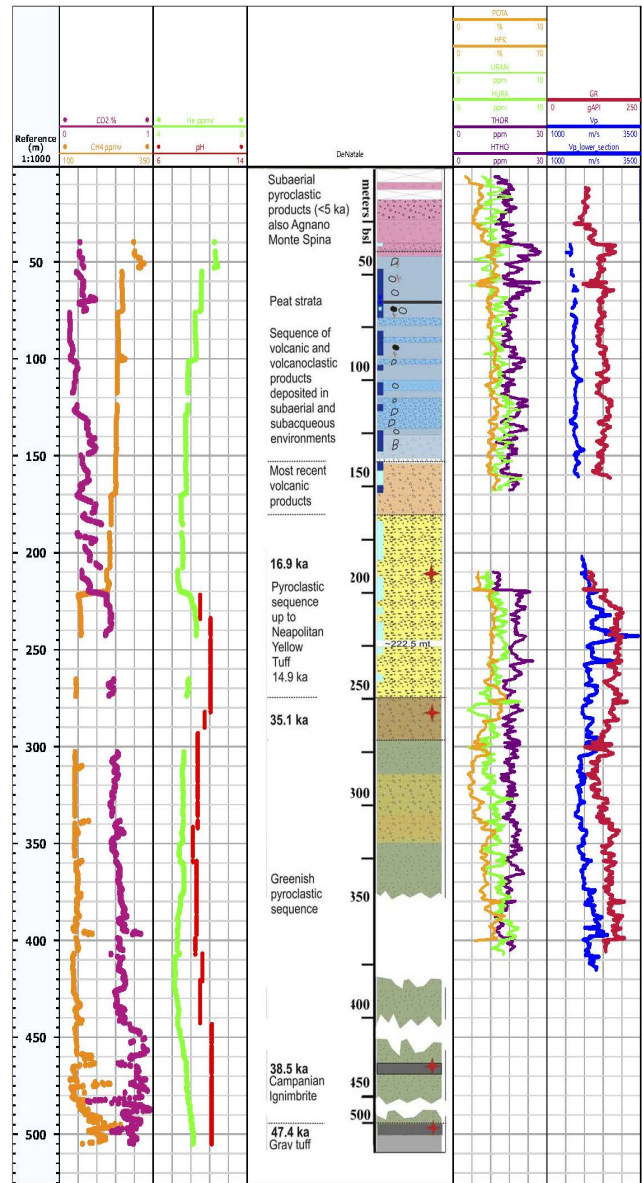 POTA
0 % 10
HFK
0 % 10
URAN
0 ppm 10
HURA
0 ppm 10
THOR
0 ppm 30
HTHO
0 ppm 30
GR
0 gAPI 250
Vp
1000 m/s 3500
Vp_lower_section
1000 m/s 3500
CO2 %
0 1
CH4 ppmv
100 350
He ppmv
4 8
pH
6 14
DeNatale
Reference
(m)
1:1000
Subaerial
pyroclastic
products (<5 ka)
also Agnano
Monte Spina
meters bsl
50
Peat strata
50
100
Sequence of
volcanic and
volcanoclastic
products
deposited in
subaerial and
subacqueous
environments
100
150
Most recent
volcanic
products
150
200
16.9 ka
200
Pyroclastic
sequence
up to
Neapolitan
Yellow
Tuff
14.9 ka
~222.5 mt.
250
250
35.1 ka
300
300
350
Greenish
pyroclastic
sequence
350
400
400
450
38.5 ka
Campanian
Ignimbrite
450
500
500
47.4 ka
Gray tuff